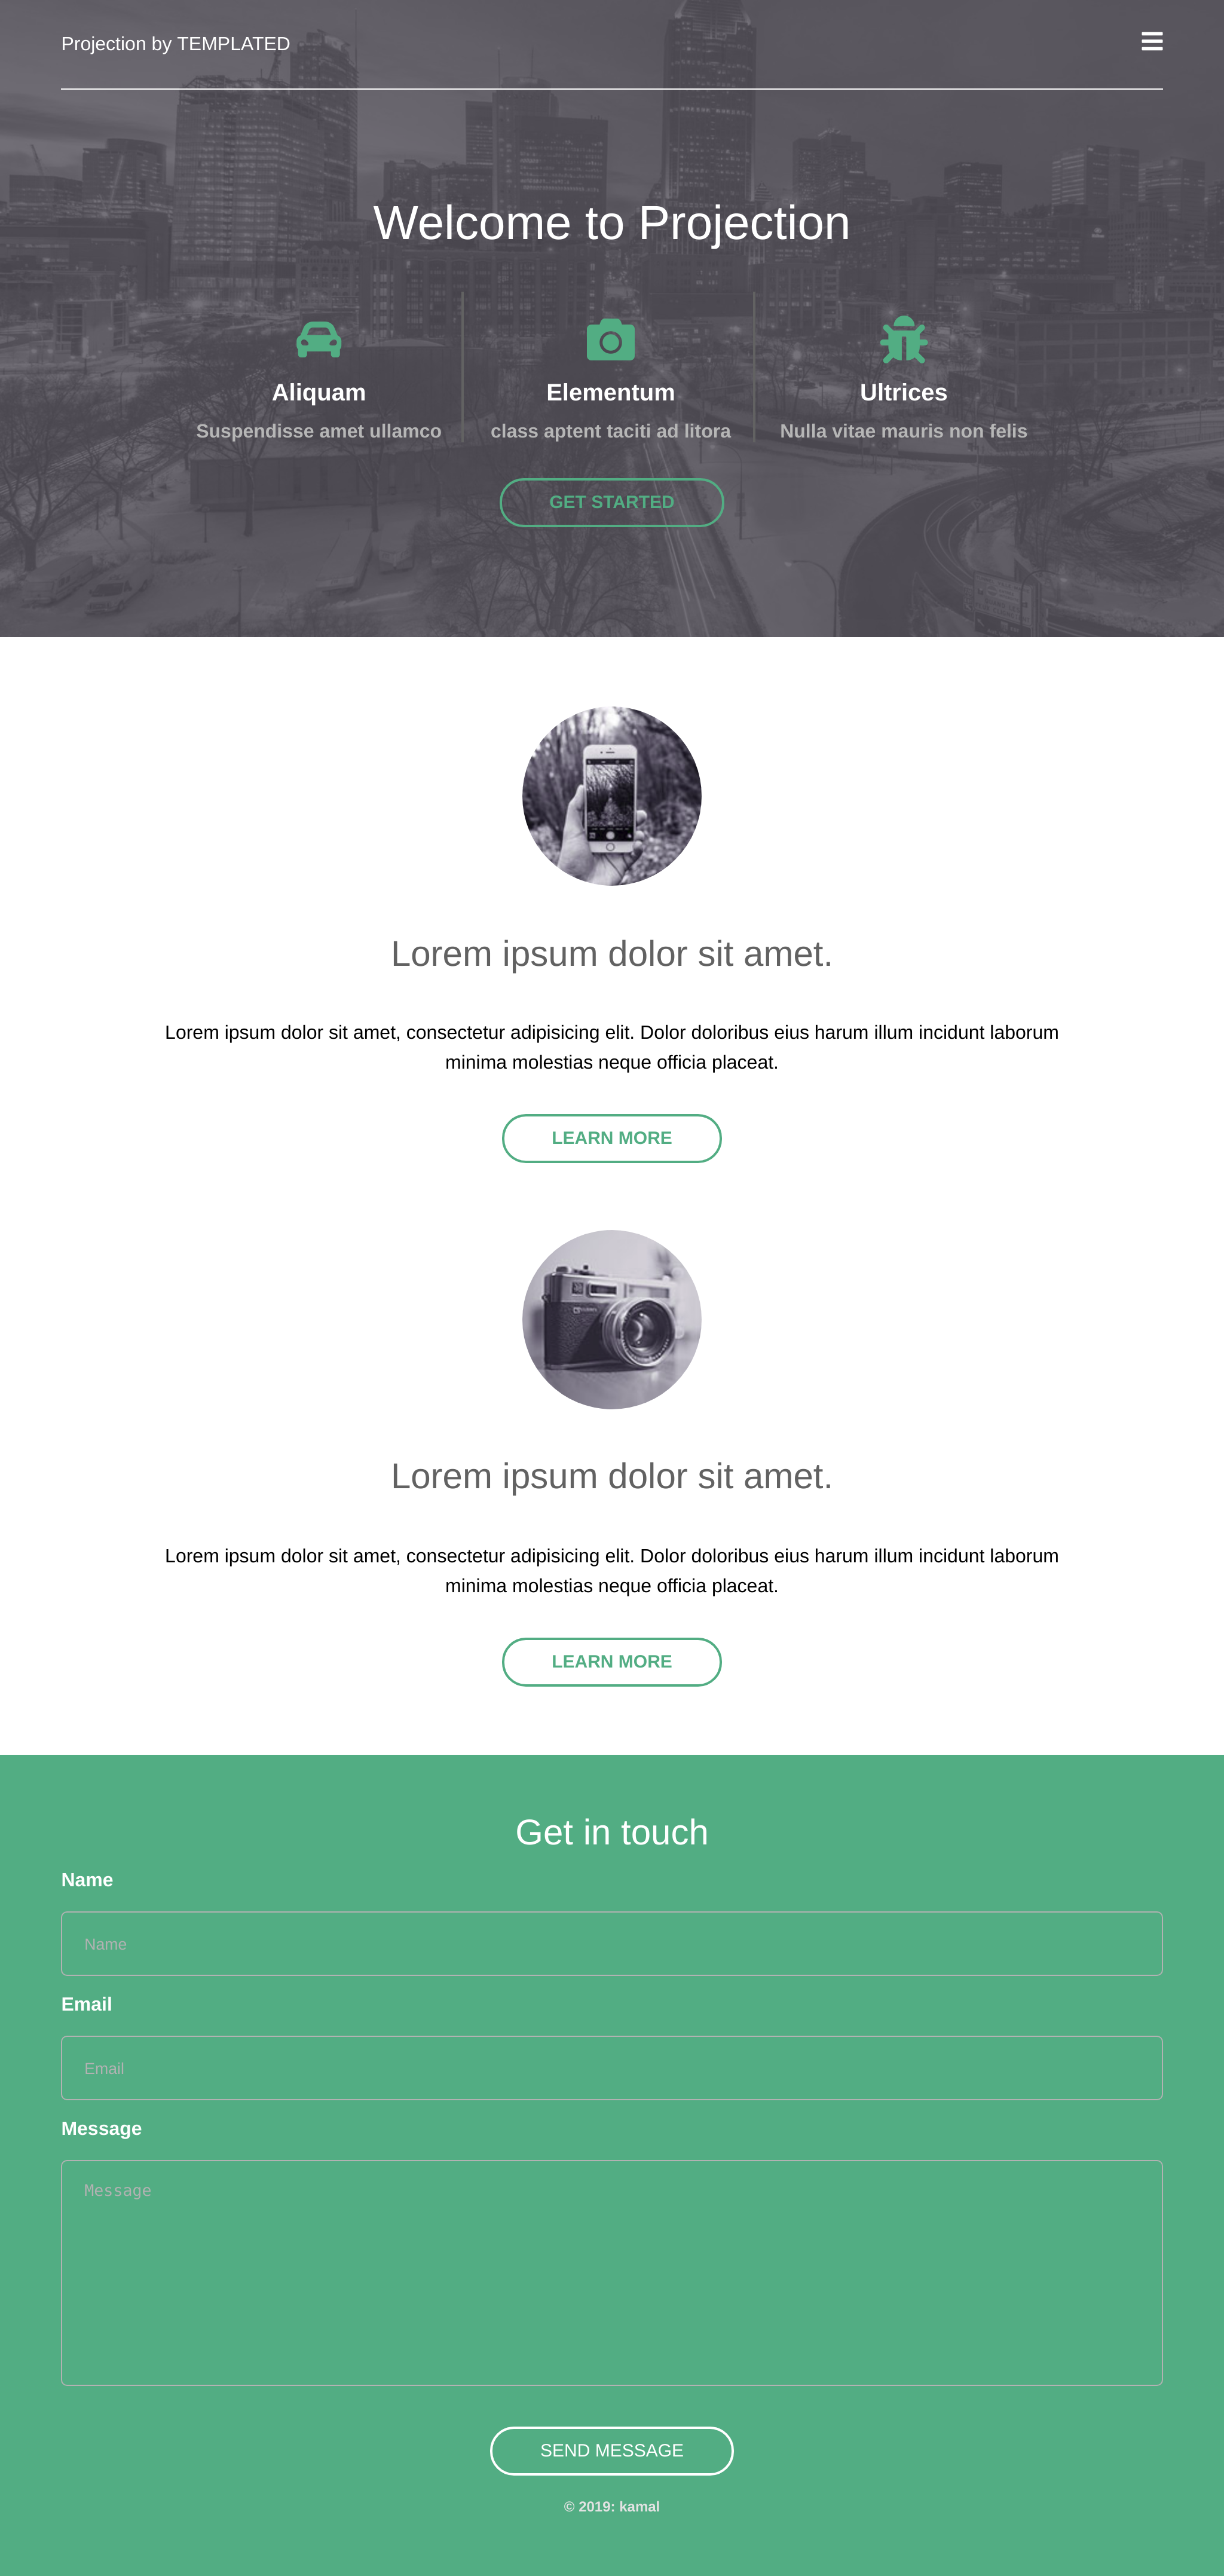 Projection by TEMPLATED
Welcome to Projection
Aliquam
Suspendisse amet ullamco
Elementum
class aptent taciti ad litora
Ultrices
Nulla vitae mauris non felis
GET STARTED
Lorem ipsum dolor sit amet.
Lorem ipsum dolor sit amet, consectetur adipisicing elit. Dolor doloribus eius harum illum incidunt laborum
minima molestias neque officia placeat.
LEARN MORE
Lorem ipsum dolor sit amet.
Lorem ipsum dolor sit amet, consectetur adipisicing elit. Dolor doloribus eius harum illum incidunt laborum
minima molestias neque officia placeat.
LEARN MORE
Get in touch
Name
Name
Email
Email
Message
Message
SEND MESSAGE
© 2019: kamal